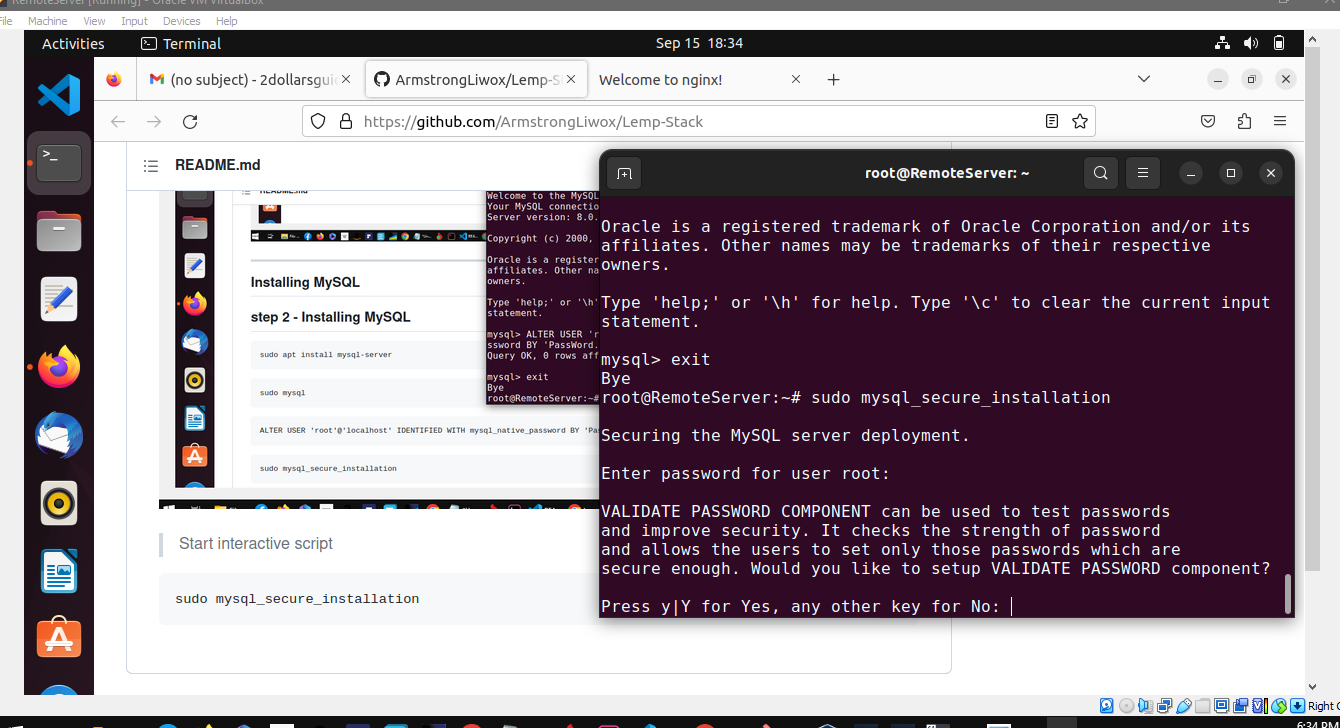 RemoteServer [Running] - Oracle VM VirtualBox
File Machine View Input Devices Help
Activities Terminal Sep 15 18:34
(no subject) - 2dollarsgui
ArmstrongLiwox/Lemp-S
Welcome to nginx!
https://github.com/ArmstrongLiwox/Lemp-Stack
README.md
README.md
Installing MySQL
step 2 - Installing MySQL
sudo apt install mysql-server
sudo mysql
ALTER USER 'root'@'localhost' IDENTIFIED WITH mysql_native_password BY 'Pas
sudo mysql_secure_installation
Welcome to the MySQL
Your MySQL connectio
Server version: 8.0.
Copyright (c) 2000,
Oracle is a register
affiliates. Other na
owners.
Type 'help;' or '\h'
statement.
mysql> ALTER USER 'r
ssword BY 'PassWord.
Query OK, 0 rows aff
mysql> exit
Bye
root@RemoteServer:~#
Start interactive script
sudo mysql_secure_installation
root@RemoteServer: ~
Oracle is a registered trademark of Oracle Corporation and/or its
affiliates. Other names may be trademarks of their respective
owners.
Type 'help;' or '\h' for help. Type '\c' to clear the current input
statement.
mysql> exit
Bye
root@RemoteServer:~# sudo mysql_secure_installation
Securing the MySQL server deployment.
Enter password for user root:
VALIDATE PASSWORD COMPONENT can be used to test passwords
and improve security. It checks the strength of password
and allows the users to set only those passwords which are
secure enough. Would you like to setup VALIDATE PASSWORD component?
Press y|Y for Yes, any other key for No:
Right C
6:34 PM